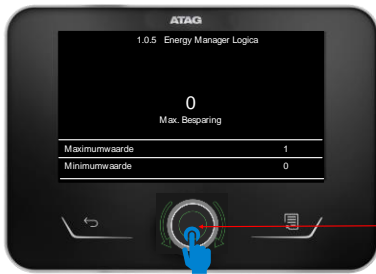 ATAG
1.0.5 Energy Manager Logica
0
Max. Besparing
Maximumwaarde 1
Minimumwaarde 0